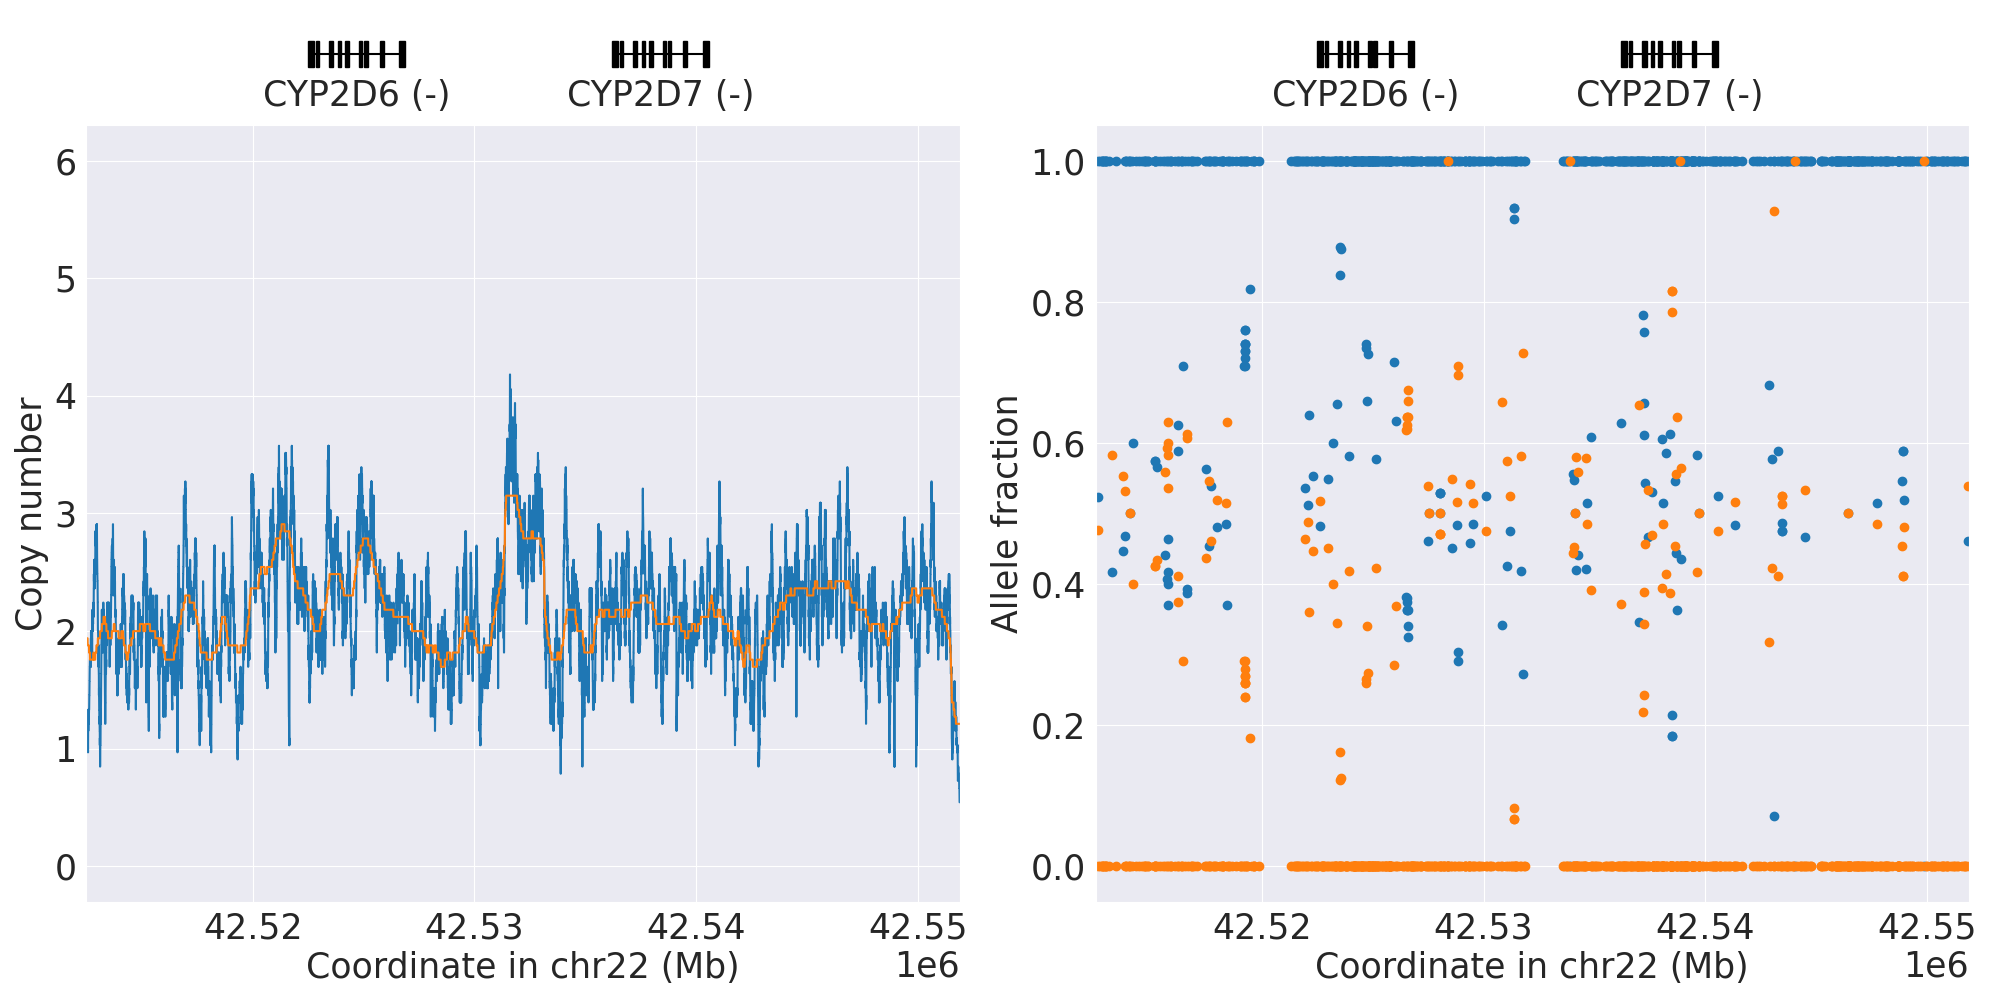 CYP2D6 (-) CYP2D7 (-)
6
5
4
3
2
1
0
Copy number
42.52 42.53 42.54 42.55
Coordinate in chr22 (Mb)
1e6
CYP2D6 (-) CYP2D7 (-)
1.0
0.8
0.6
0.4
0.2
0.0
Allele fraction
42.52 42.53 42.54 42.55
Coordinate in chr22 (Mb)
1e6